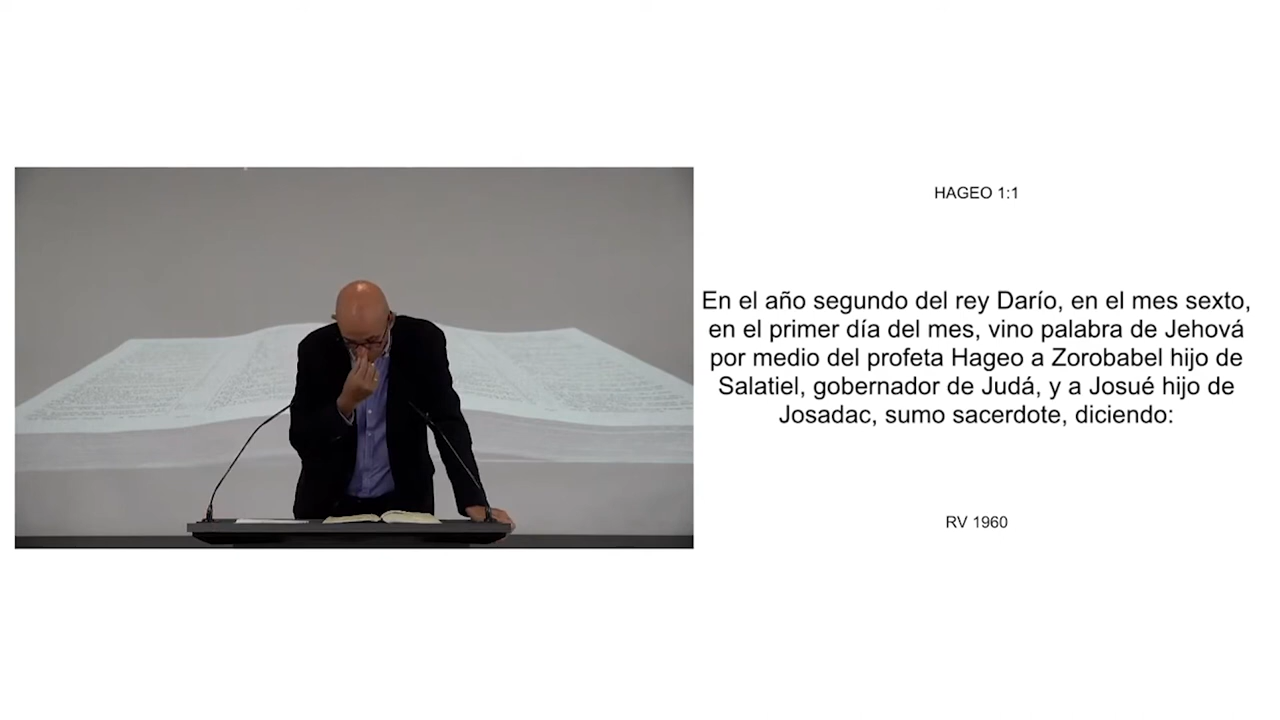 HAGEO 1:1
En el año segundo del rey Darío, en el mes sexto,
en el primer día del mes, vino palabra de Jehová
por medio del profeta Hageo a Zorobabel hijo de
Salatiel, gobernador de Judá, y a Josué hijo de
Josadac, sumo sacerdote, diciendo:
RV 1960